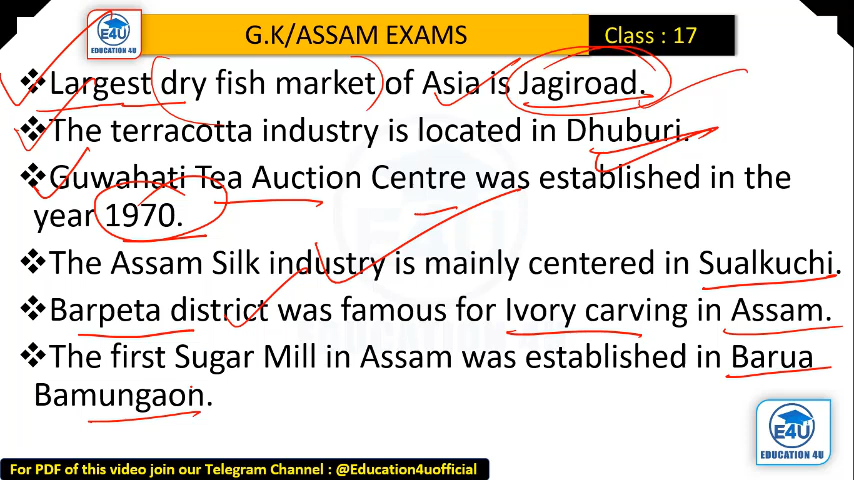 E4U
EDUCATION 4U
G.K/ASSAM EXAMS
Class : 17
❖Largest dry fish market of Asia is Jagiroad.
❖The terracotta industry is located in Dhuburi.
❖Guwahati Tea Auction Centre was established in the
year 1970.
❖The Assam Silk industry is mainly centered in Sualkuchi.
❖Barpeta district was famous for Ivory carving in Assam.
❖The first Sugar Mill in Assam was established in Barua
Bamungaon.
E4U
EDUCATION 4U
For PDF of this video join our Telegram Channel : @Education4uofficial